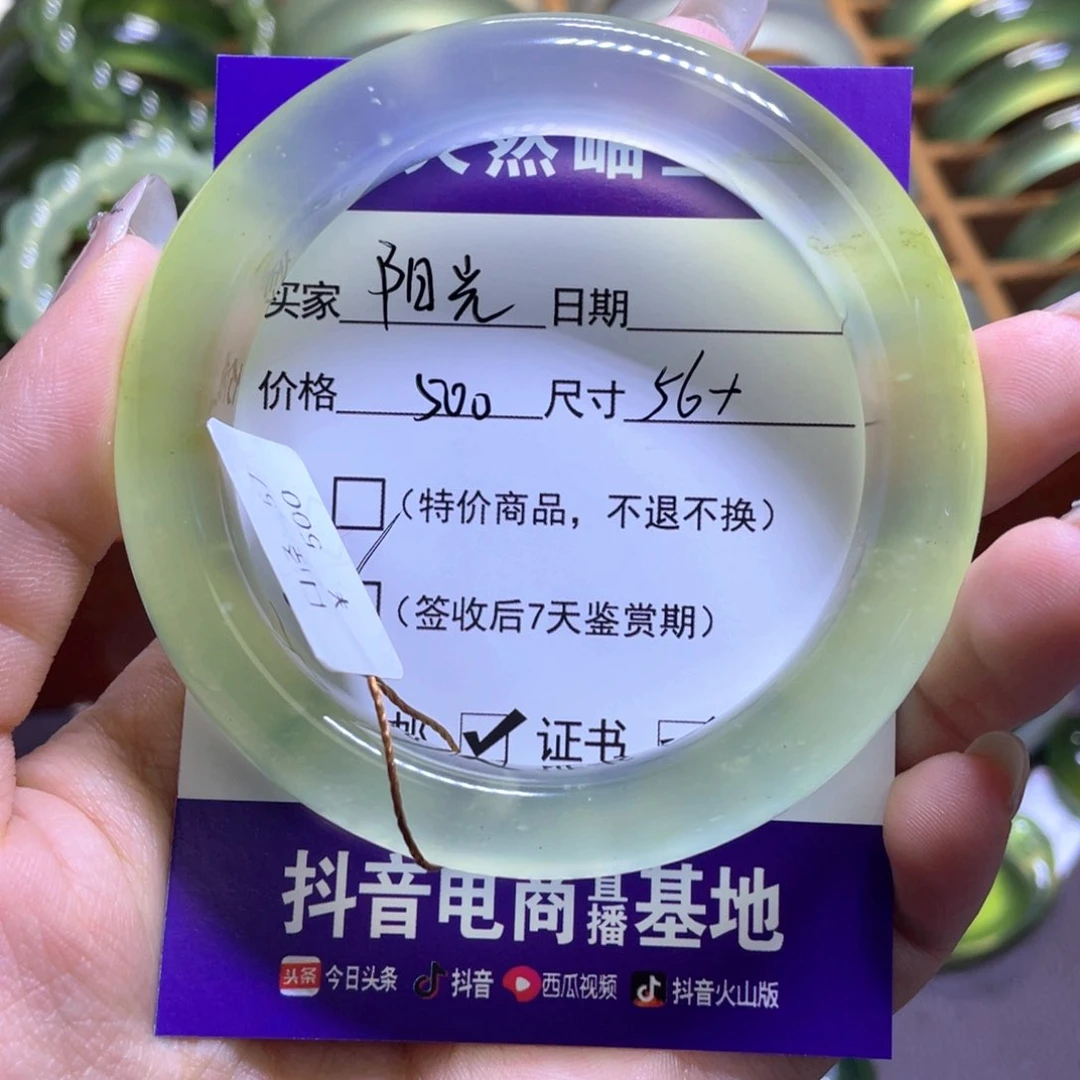 天然岫玉
买家 阳光 日期
价格 500 尺寸 56+
（特价商品，不退不换）
（签收后7天鉴赏期）
证书
500
抖音电商直播基地
头条 今日头条 抖音 西瓜视频 抖音火山版